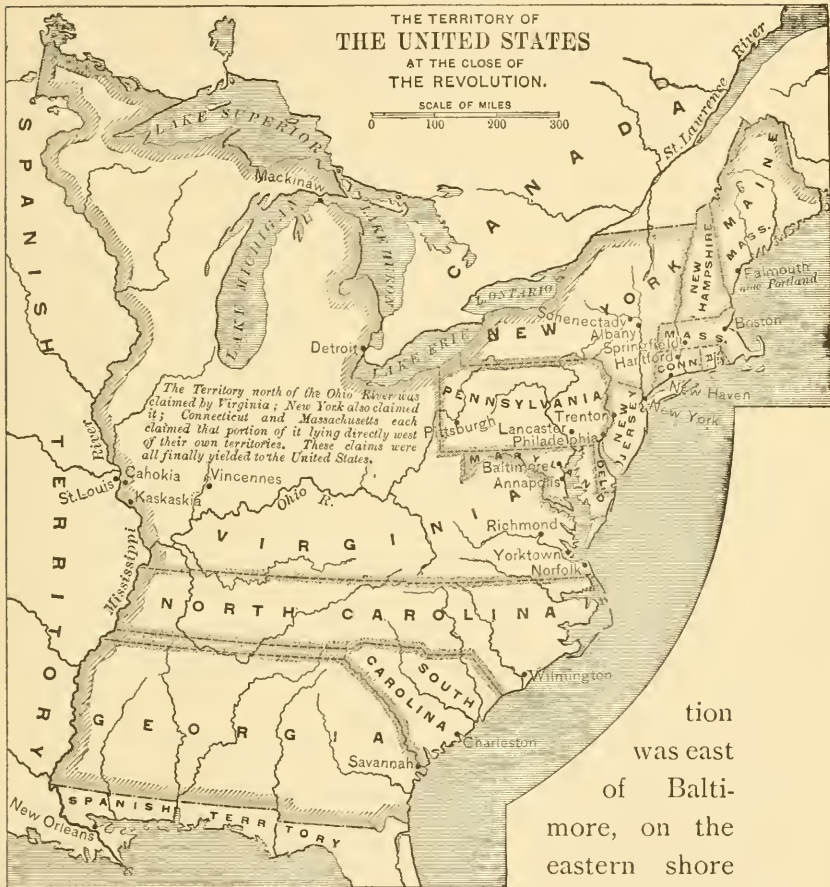 THE TERRITORY OF
THE UNITED STATES
AT THE CLOSE OF
THE REVOLUTION.
SCALE OF MILES
0 100 200 300
St. Lawrence River
CANADA
LAKE SUPERIOR
Mackinaw
LAKE MICHIGAN
LAKE HURON
L. ONTARIO
LAKE ERIE
Detroit
MAINE
MASS.
NEW HAMPSHIRE
Falmouth
now Portland
NEW YORK
Schenectady
Albany
MASS.
Boston
Springfield
Hartford
CONN.
R.I.
New Haven
New York
PENNSYLVANIA
Pittsburgh
Lancaster
Trenton
Philadelphia
NEW JERSEY
MARYLAND
DEL.
Baltimore
Annapolis
The Territory north of the Ohio River was
claimed by Virginia; New York also claimed
it; Connecticut and Massachusetts each
claimed that portion of it lying directly west
of their own territories. These claims were
all finally yielded to the United States.
SPANISH TERRITORY
Mississippi River
St. Louis
Cahokia
Kaskaskia
Vincennes
Ohio R.
VIRGINIA
Richmond
Yorktown
Norfolk
NORTH CAROLINA
Wilmington
SOUTH CAROLINA
Charleston
GEORGIA
Savannah
SPANISH TERRITORY
New Orleans
tion
was east
of Balti-
more, on the
eastern shore